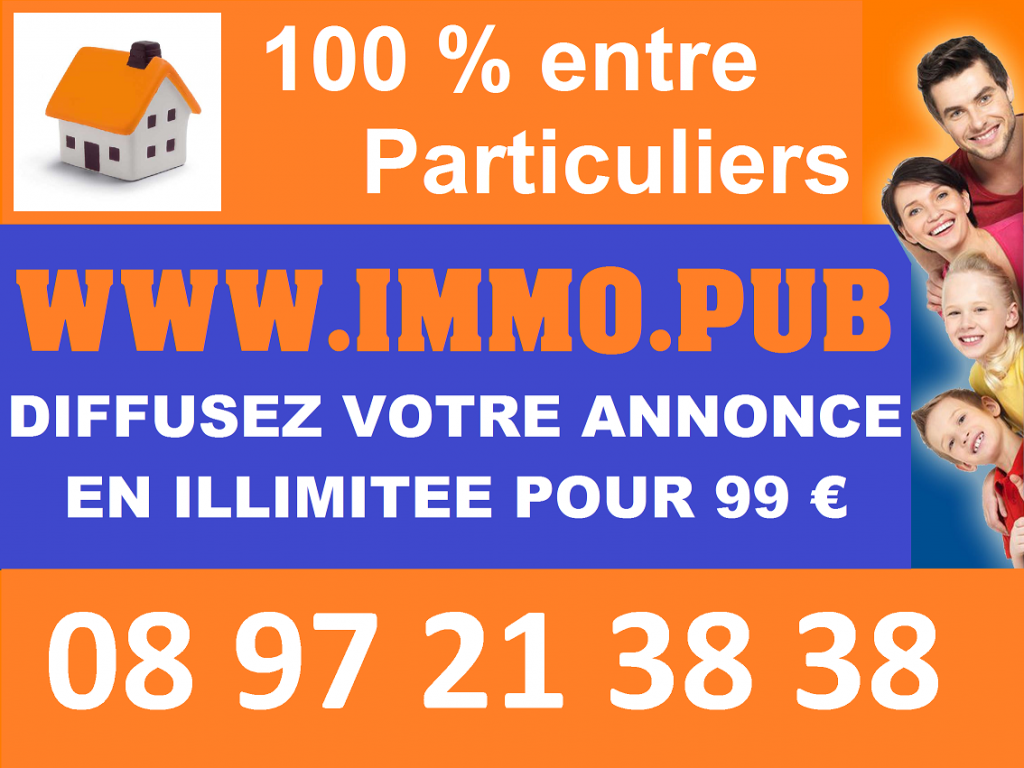 100 % entre
Particuliers
WWW.IMMO.PUB
DIFFUSEZ VOTRE ANNONCE
EN ILLIMITEE POUR 99 €
08 97 21 38 38